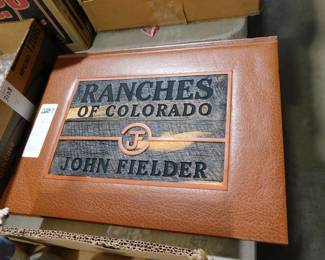 RANCHES
OF COLORADO
JF
JOHN FIELDER